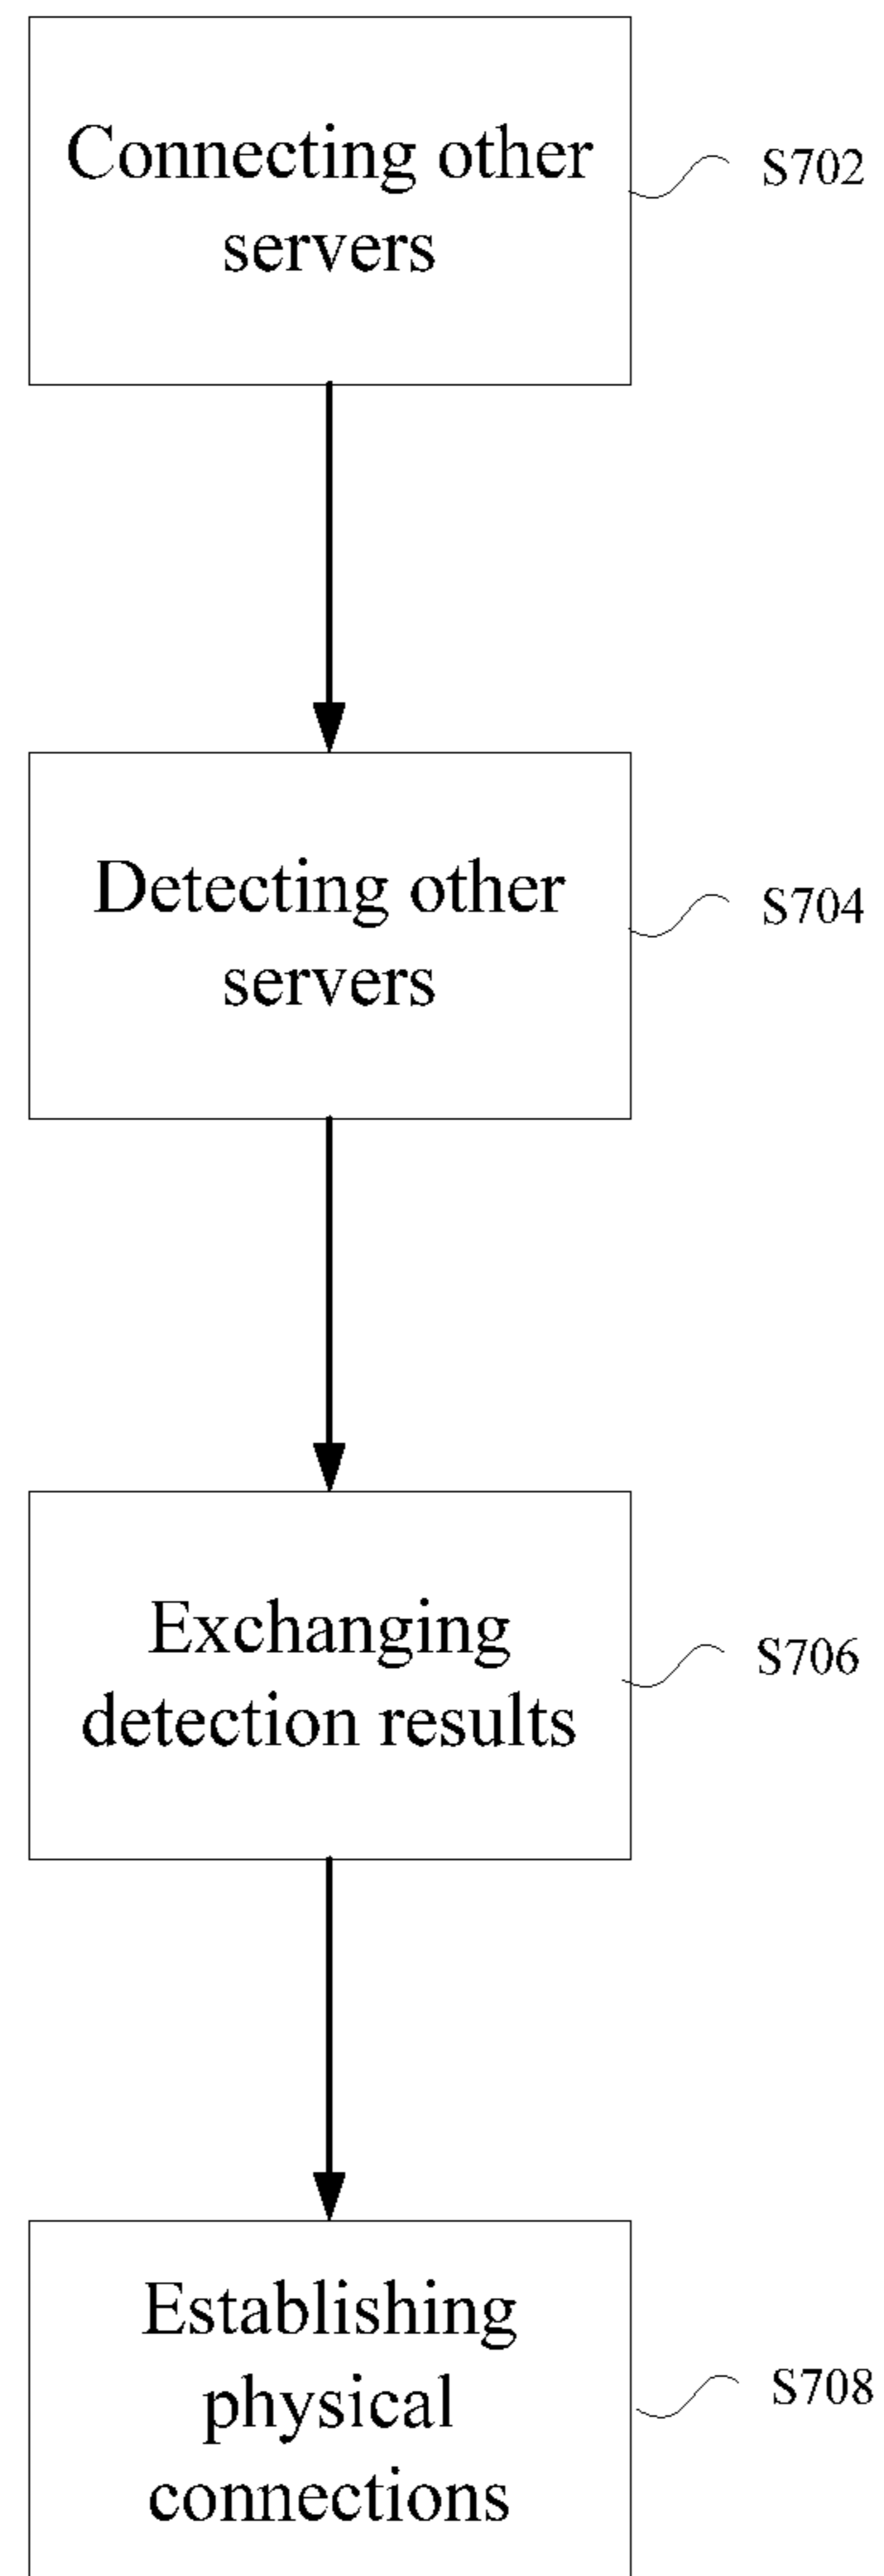 Connecting other
servers
S702
Detecting other
servers
S704
Exchanging
detection results
S706
Establishing
physical
connections
S708